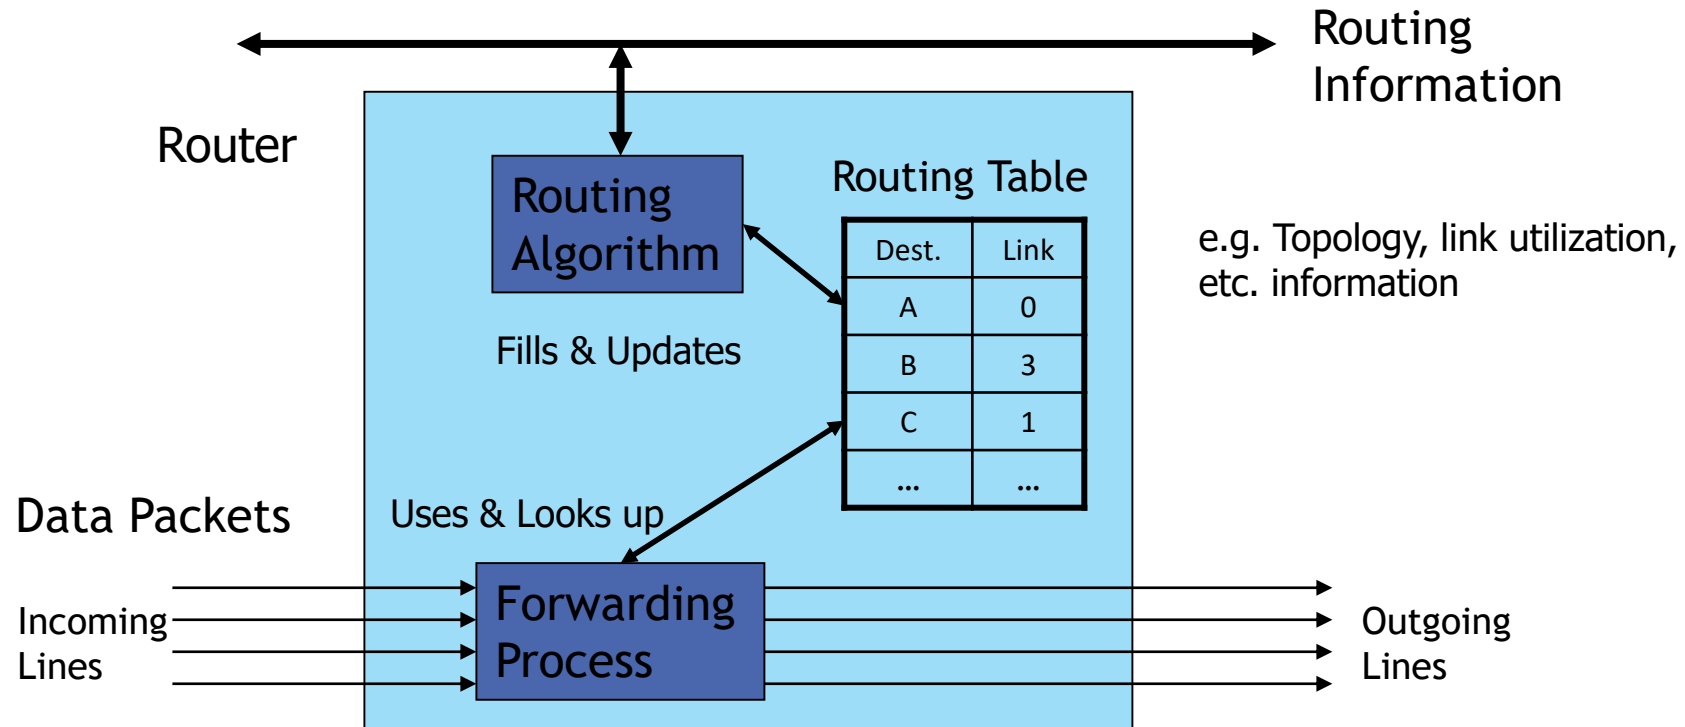 Routing
Information
Router
Routing
Algorithm
Routing Table
Dest. Link
A 0
B 3
C 1
... ...
e.g. Topology, link utilization,
etc. information
Fills & Updates
Uses & Looks up
Data Packets
Incoming
Lines
Forwarding
Process
Outgoing
Lines